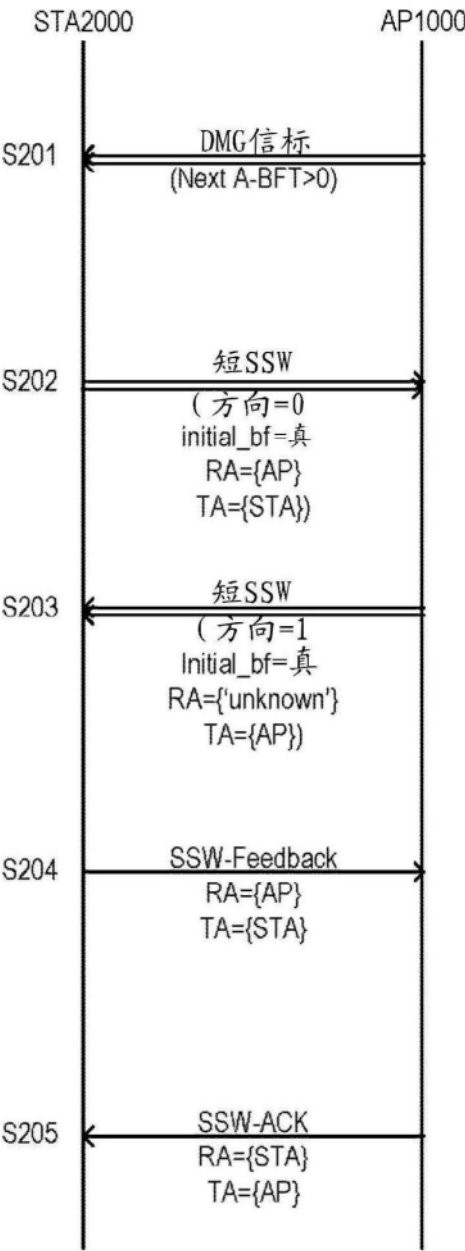 STA2000 AP1000
S201 DMG信标
(Next A-BFT>0)
S202 短SSW
(方向=0
initial_bf=真
RA={AP}
TA={STA})
S203 短SSW
(方向=1
Initial_bf=真
RA={‘unknown’}
TA={AP})
S204 SSW-Feedback
RA={AP}
TA={STA}
S205 SSW-ACK
RA={STA}
TA={AP}